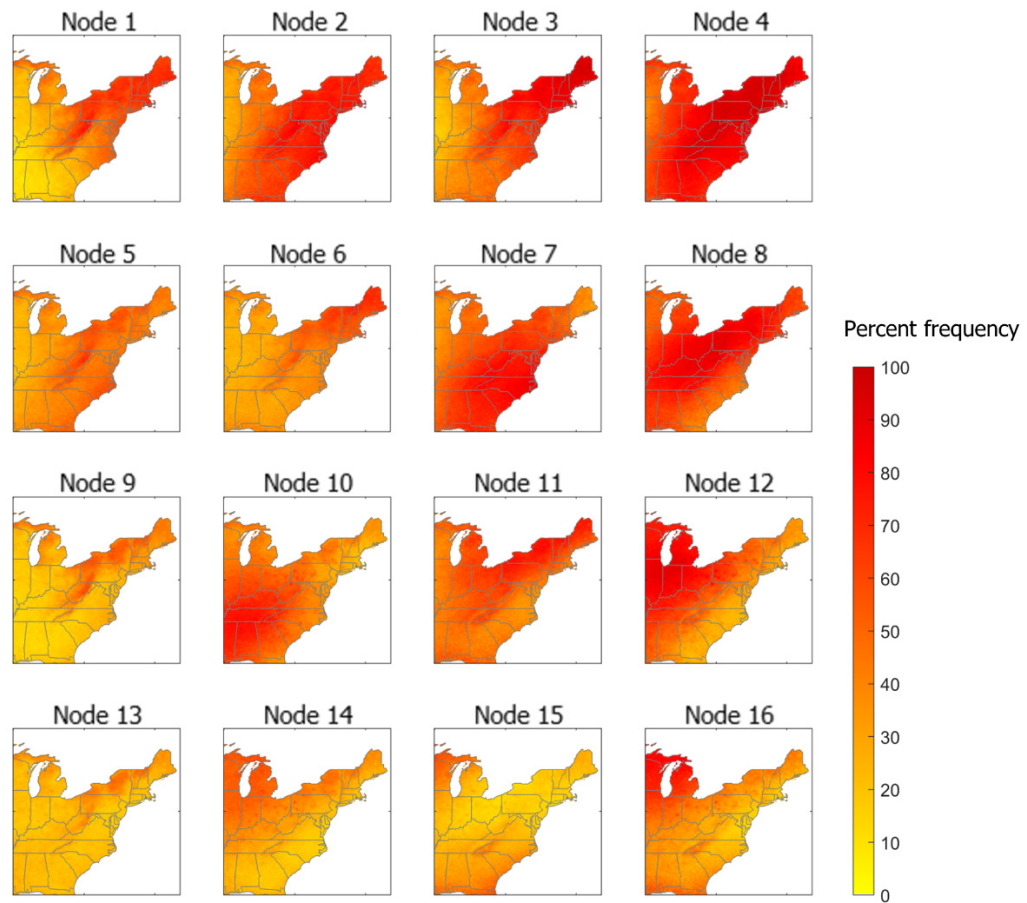 Node 1
Node 2
Node 3
Node 4
Node 5
Node 6
Node 7
Node 8
Percent frequency
100
90
80
70
60
50
40
30
20
10
0
Node 9
Node 10
Node 11
Node 12
Node 13
Node 14
Node 15
Node 16